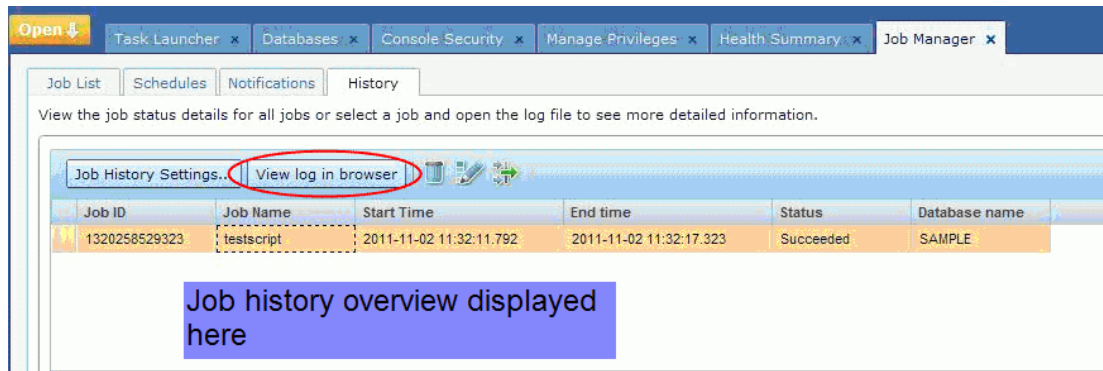 Open
Task Launcher x Databases x Console Security x Manage Privileges x Health Summary x Job Manager x
Job List Schedules Notifications History
View the job status details for all jobs or select a job and open the log file to see more detailed information.
Job History Settings... View log in browser
Job ID Job Name Start Time End time Status Database name
1320258529323 testscript 2011-11-02 11:32:11.792 2011-11-02 11:32:17.323 Succeeded SAMPLE
Job history overview displayed
here